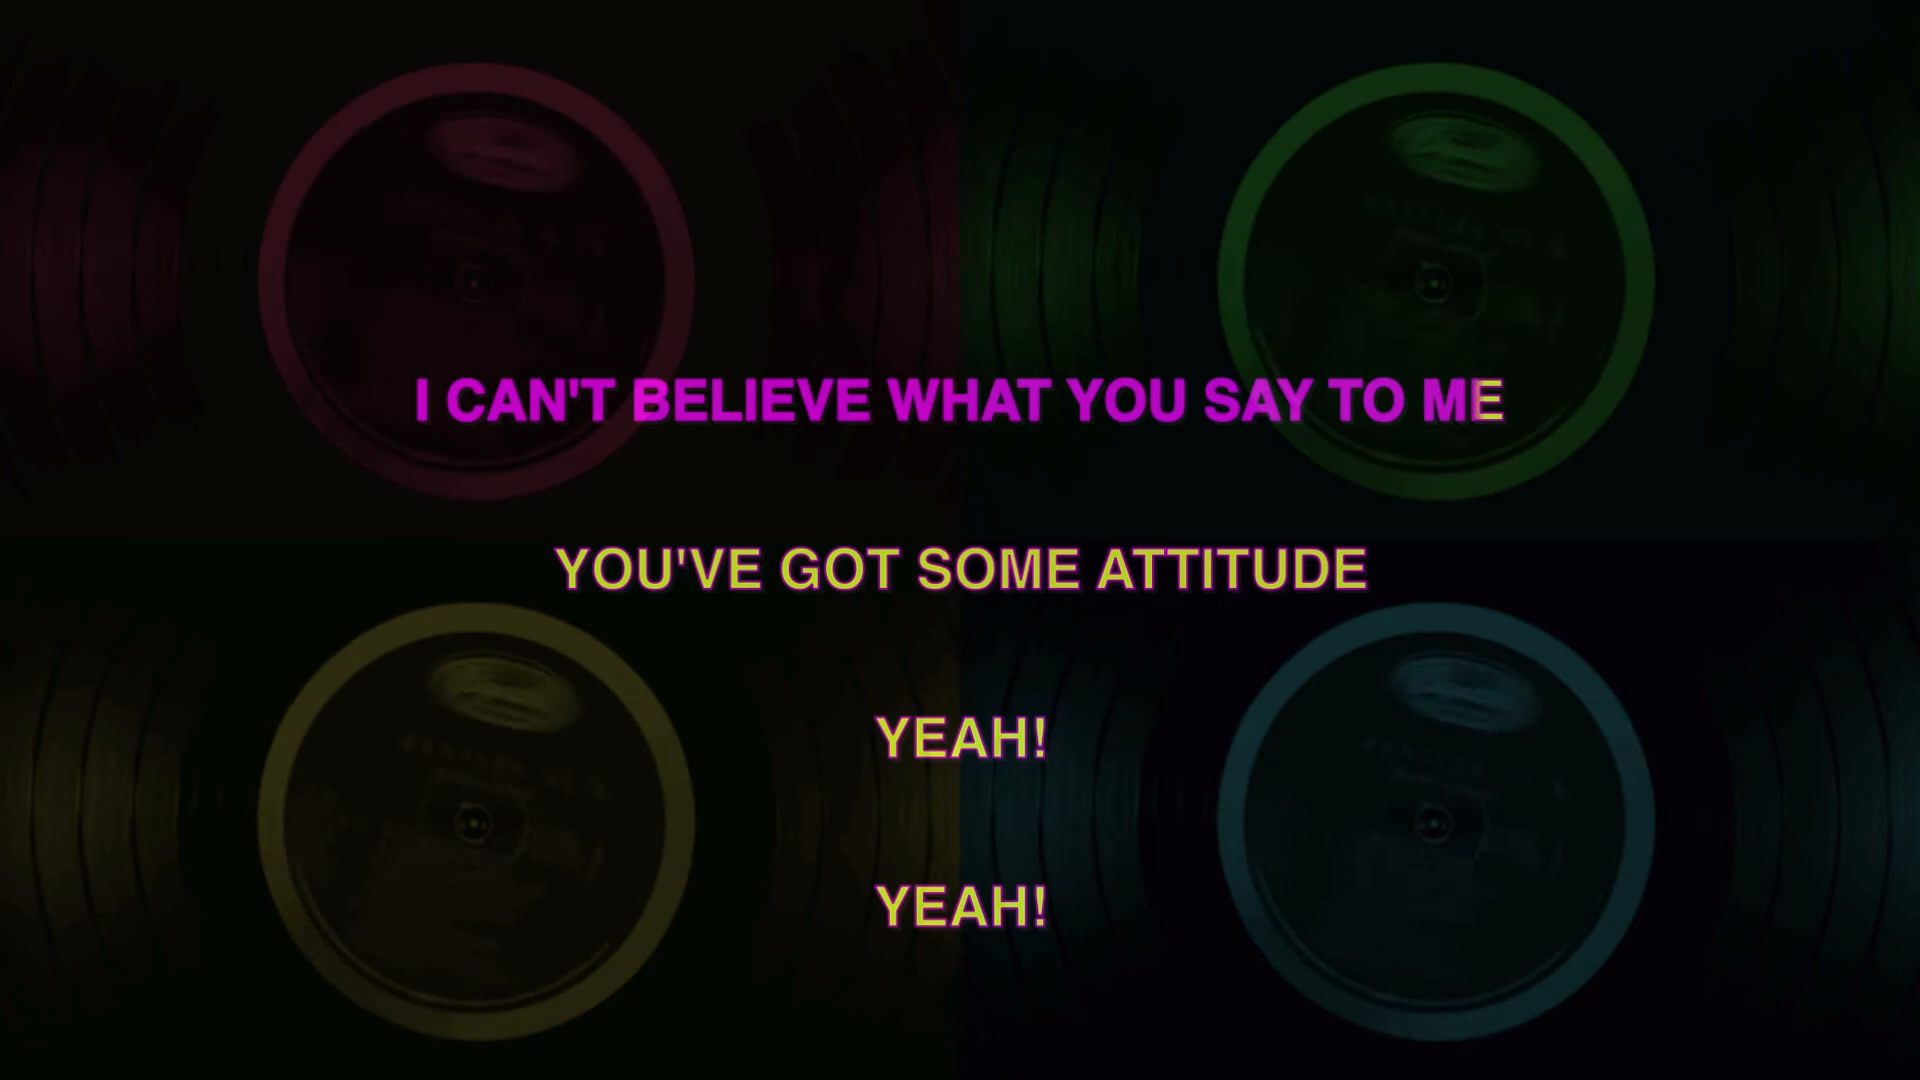 I CAN'T BELIEVE WHAT YOU SAY TO ME
YOU'VE GOT SOME ATTITUDE
YEAH!
YEAH!